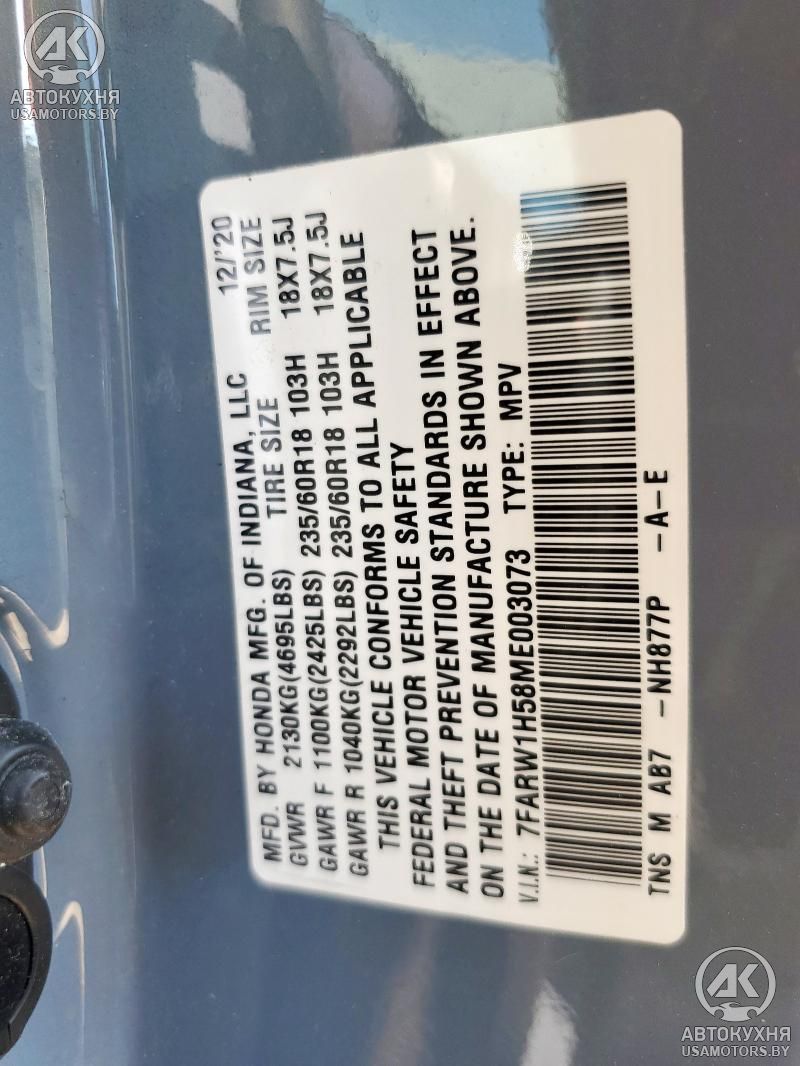 AK
АВТОКУХНЯ
USAMOTORS.BY
MFD. BY HONDA MFG. OF INDIANA, LLC 12/'20
GVWR 2130KG(4695LBS) TIRE SIZE RIM SIZE
GAWR F 1100KG(2425LBS) 235/60R18 103H 18X7.5J
GAWR R 1040KG(2292LBS) 235/60R18 103H 18X7.5J
THIS VEHICLE CONFORMS TO ALL APPLICABLE
FEDERAL MOTOR VEHICLE SAFETY
AND THEFT PREVENTION STANDARDS IN EFFECT
ON THE DATE OF MANUFACTURE SHOWN ABOVE.
V.I.N.: 7FARW1H58ME003073 TYPE: MPV
TNS M AB7 -NH877P -A-E
AK
АВТОКУХНЯ
USAMOTORS.BY